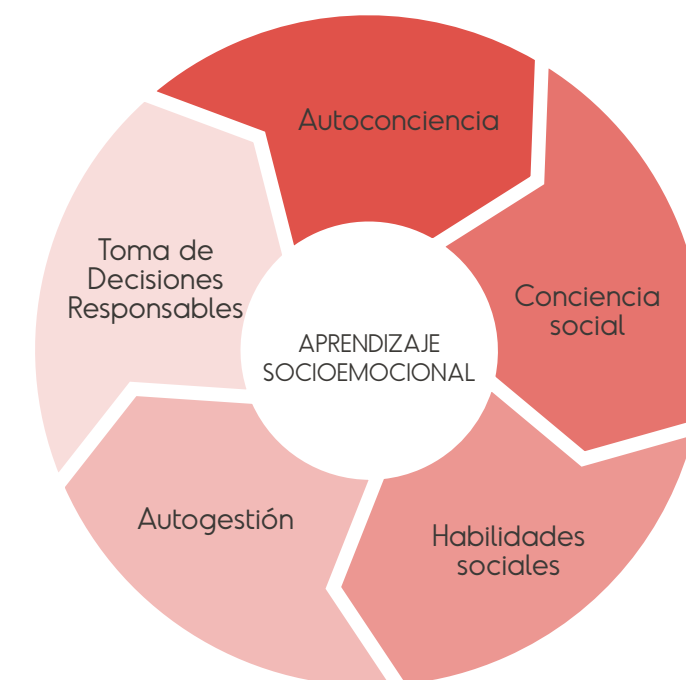 Autoconciencia
Conciencia
social
Habilidades
sociales
Autogestión
Toma de
Decisiones
Responsables
APRENDIZAJE
SOCIOEMOCIONAL